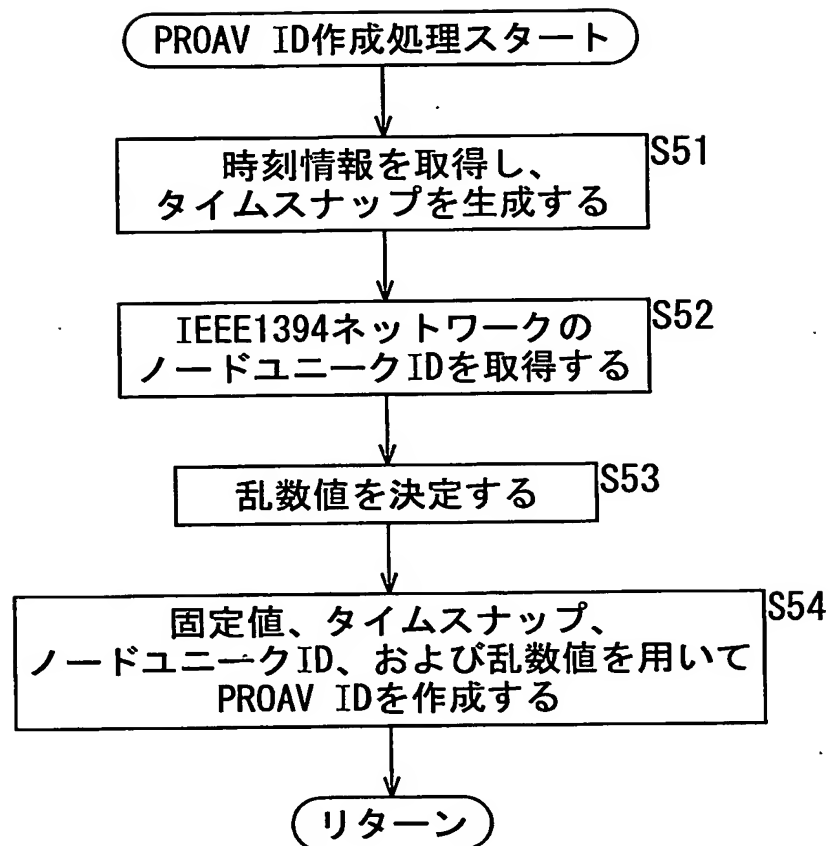 PROAV ID作成処理スタート
時刻情報を取得し、
タイムスナップを生成する
S51
IEEE1394ネットワークの
ノードユニークIDを取得する
S52
乱数値を決定する
S53
固定値、タイムスナップ、
ノードユニークID、および乱数値を用いて
PROAV IDを作成する
S54
リターン